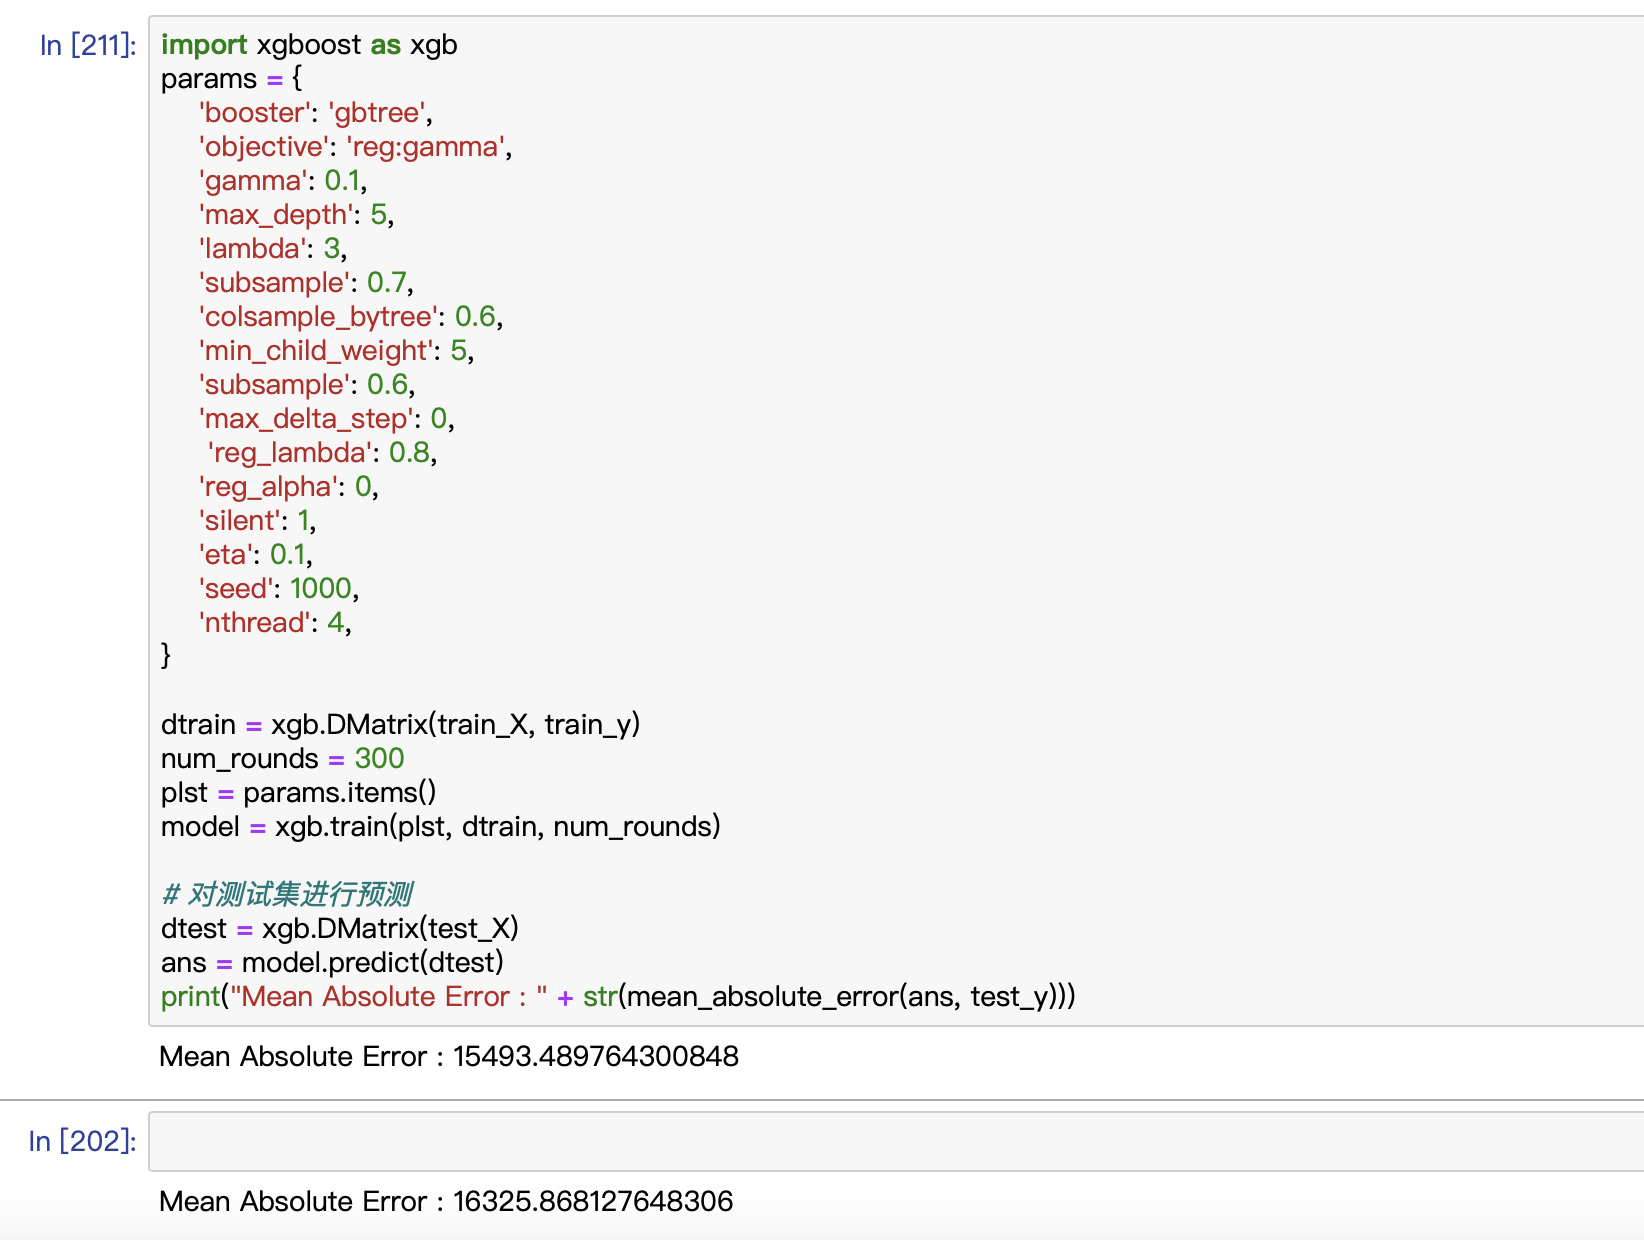 In [211]:
import xgboost as xgb
params = {
'booster': 'gbtree',
'objective': 'reg:gamma',
'gamma': 0.1,
'max_depth': 5,
'lambda': 3,
'subsample': 0.7,
'colsample_bytree': 0.6,
'min_child_weight': 5,
'subsample': 0.6,
'max_delta_step': 0,
'reg_lambda': 0.8,
'reg_alpha': 0,
'silent': 1,
'eta': 0.1,
'seed': 1000,
'nthread': 4,
}
dtrain = xgb.DMatrix(train_X, train_y)
num_rounds = 300
plst = params.items()
model = xgb.train(plst, dtrain, num_rounds)
# 对测试集进行预测
dtest = xgb.DMatrix(test_X)
ans = model.predict(dtest)
print("Mean Absolute Error : " + str(mean_absolute_error(ans, test_y)))
Mean Absolute Error : 15493.489764300848
In [202]:
Mean Absolute Error : 16325.868127648306